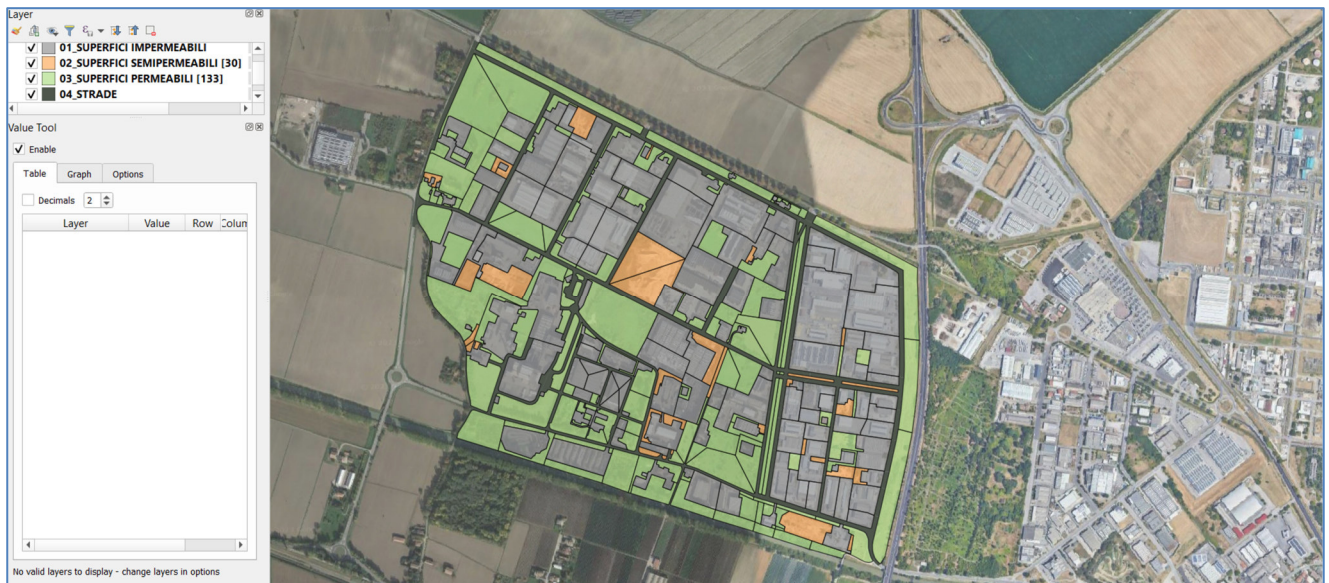 Layer
01_SUPERFICI IMPERMEABILI
02_SUPERFICI SEMIPERMEABILI [30]
03_SUPERFICI PERMEABILI [133]
04_STRADE
Value Tool
Enable
Table Graph Options
Decimals 2
Layer Value Row Colum
No valid layers to display - change layers in options